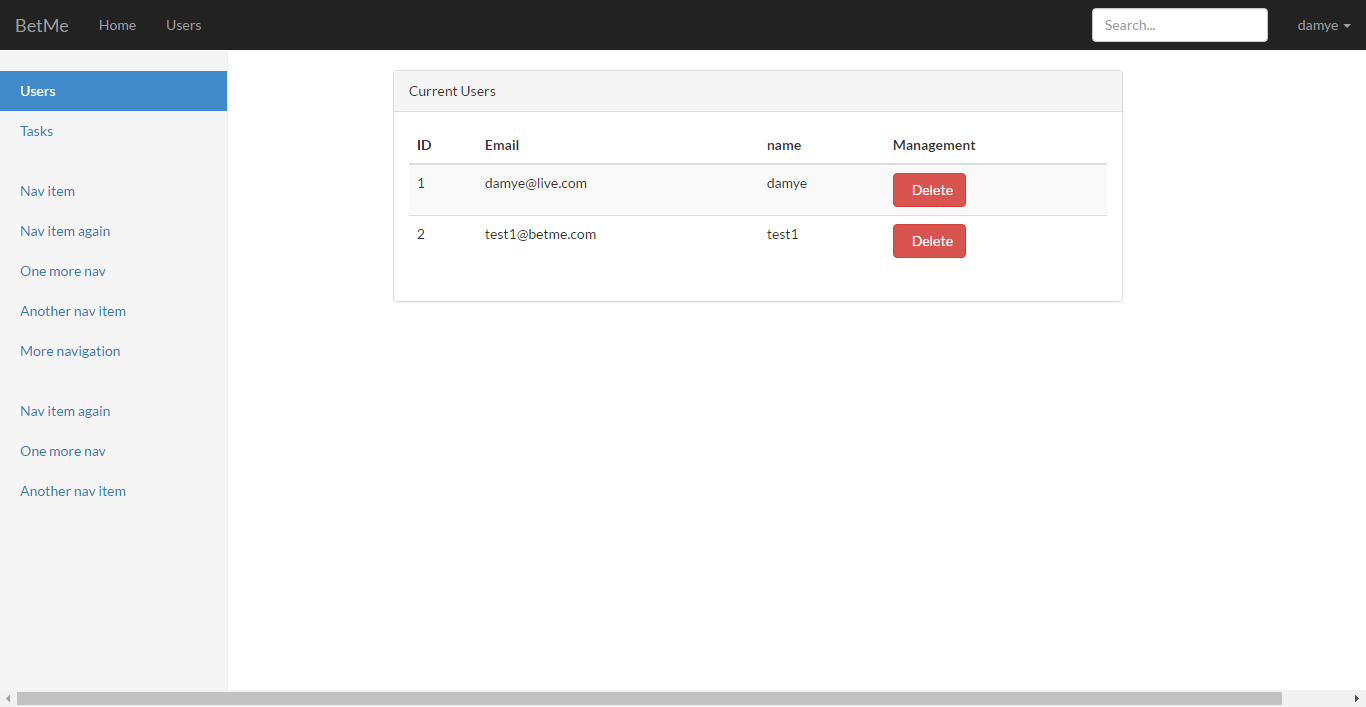 BetMe Home Users Search... damye
Users
Tasks
Nav item
Nav item again
One more nav
Another nav item
More navigation
Nav item again
One more nav
Another nav item
Current Users
ID Email name Management
1 damye@live.com damye Delete
2 test1@betme.com test1 Delete